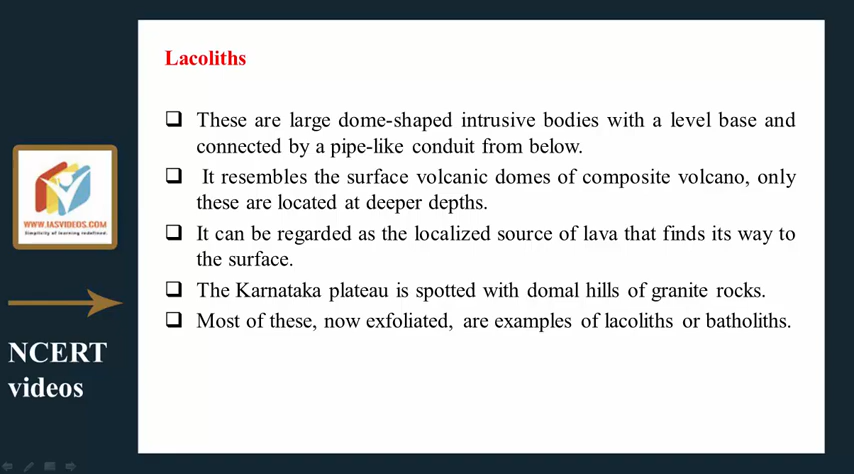 Lacoliths
These are large dome-shaped intrusive bodies with a level base and
connected by a pipe-like conduit from below.
It resembles the surface volcanic domes of composite volcano, only
these are located at deeper depths.
It can be regarded as the localized source of lava that finds its way to
the surface.
The Karnataka plateau is spotted with domal hills of granite rocks.
Most of these, now exfoliated, are examples of lacoliths or batholiths.
WWW.IASVIDEOS.COM
Simplicity of learning redefined.
NCERT
videos